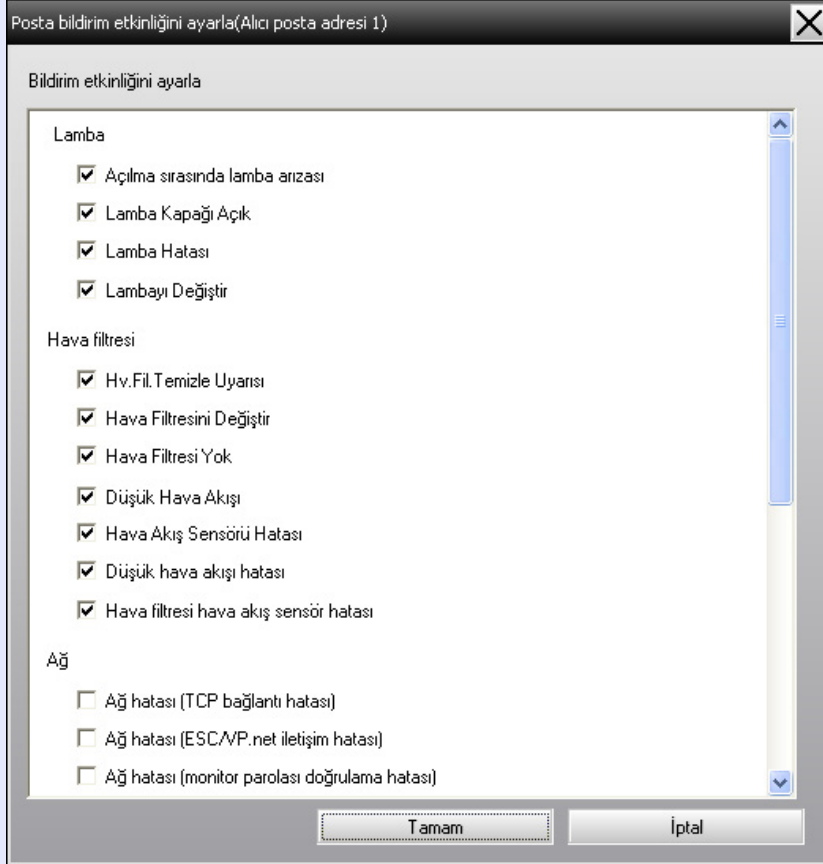 Posta bildirim etkinliğini ayarla(Alıcı posta adresi 1)
Bildirim etkinliğini ayarla
Lamba
Açılma sırasında lamba arızası
Lamba Kapağı Açık
Lamba Hatası
Lambayı Değiştir
Hava filtresi
Hv.Fil.Temizle Uyarısı
Hava Filtresini Değiştir
Hava Filtresi Yok
Düşük Hava Akışı
Hava Akış Sensörü Hatası
Düşük hava akışı hatası
Hava filtresi hava akış sensör hatası
Ağ
Ağ hatası (TCP bağlantı hatası)
Ağ hatası (ESC/VP.net iletişim hatası)
Ağ hatası (monitor parolası doğrulama hatası)
Tamam
İptal